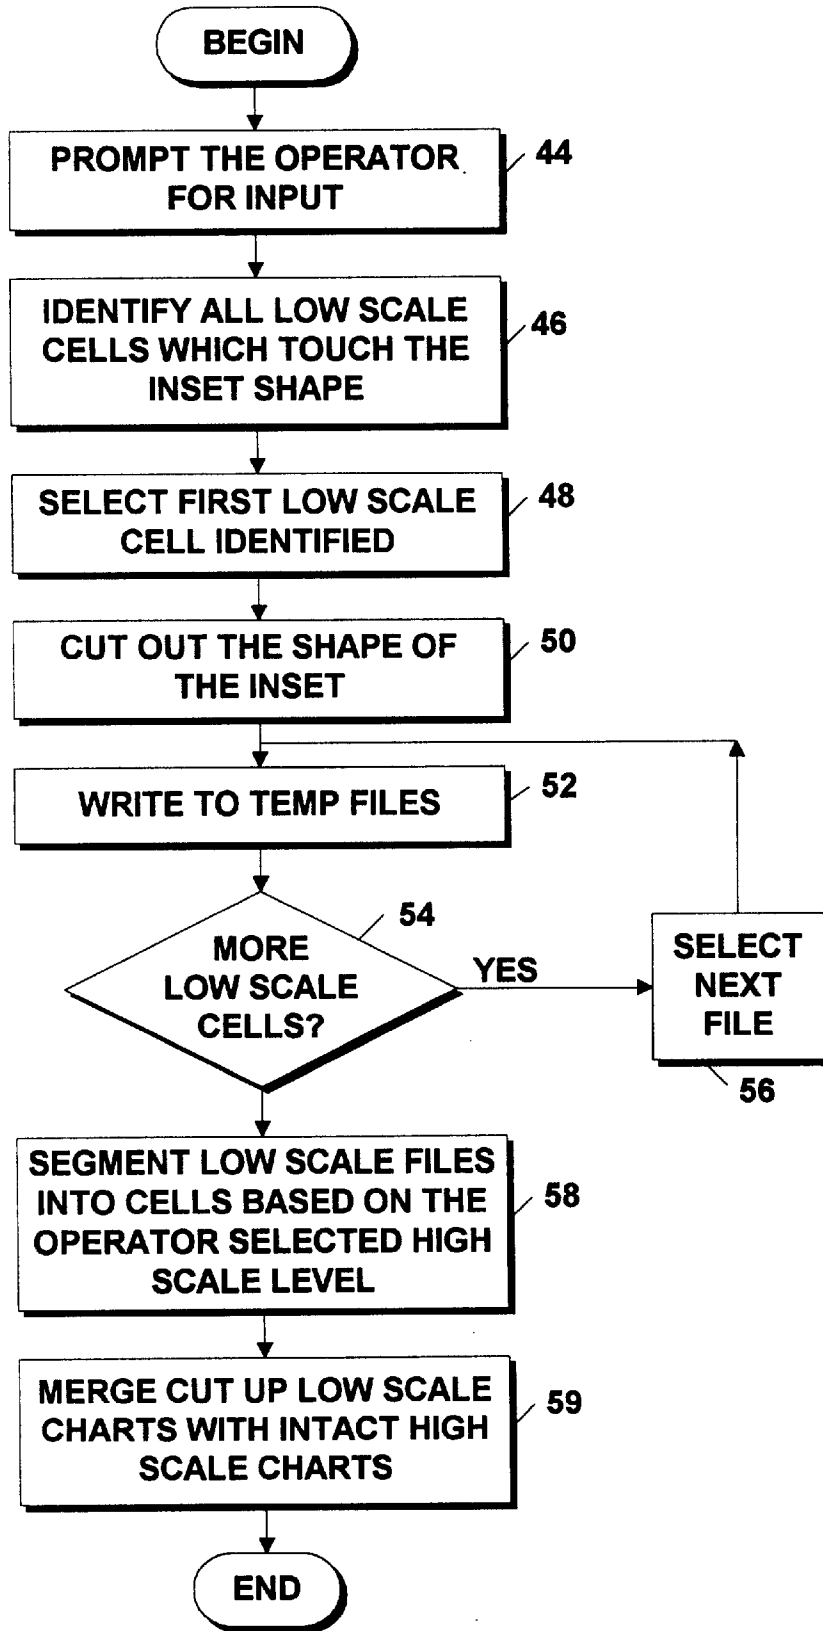 BEGIN
PROMPT THE OPERATOR
FOR INPUT
44
IDENTIFY ALL LOW SCALE
CELLS WHICH TOUCH THE
INSET SHAPE
46
SELECT FIRST LOW SCALE
CELL IDENTIFIED
48
CUT OUT THE SHAPE OF
THE INSET
50
WRITE TO TEMP FILES
52
MORE
LOW SCALE
CELLS?
54
YES
SELECT
NEXT
FILE
56
SEGMENT LOW SCALE FILES
INTO CELLS BASED ON THE
OPERATOR SELECTED HIGH
SCALE LEVEL
58
MERGE CUT UP LOW SCALE
CHARTS WITH INTACT HIGH
SCALE CHARTS
59
END